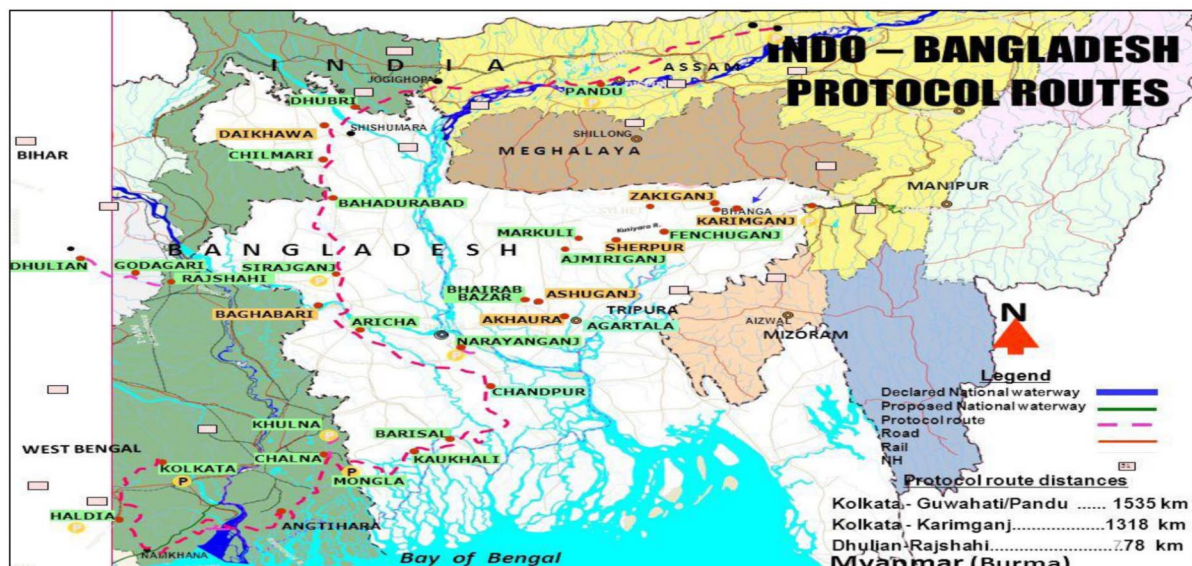 INDO – BANGLADESH
PROTOCOL ROUTES
I N D I A
JOGIGHOPA
ASSAM
DHUBRI
PANDU
P
SHISHUMARA
DAIKHAWA
SHILLONG
BIHAR
CHILMARI
MEGHALAYA
MANIPUR
ZAKIGANJ
BAHADURABAD
BHANGA
KARIMGANJ
Kusiyara R.
MARKULI
FENCHUGANJ
SHERPUR
BANGLADESH
AJMIRIGANJ
DHULIAN
GODAGARI
SIRAJGANJ
RAJSHAHI
P
BHAIRAB
BAZAR
ASHUGANJ
TRIPURA
BAGHABARI
AKHAURA
AGARTALA
AIZWAL
MIZORAM
N
ARICHA
NARAYANGANJ
P
Legend
Declared National waterway
Proposed National waterway
Protocol route
Road
Rail
NH
CHANDPUR
KHULNA
P
BARISAL
WEST BENGAL
CHALNA
KAUKHALI
KOLKATA
P
P
MONGLA
Protocol route distances
Kolkata - Guwahati/Pandu ...... 1535 km
Kolkata - Karimganj..................1318 km
Dhulian-Rajshahi.......................778 km
HALDIA
P
ANGTIHARA
NAMKHANA
Bay of Bengal
Myanmar (Burma)